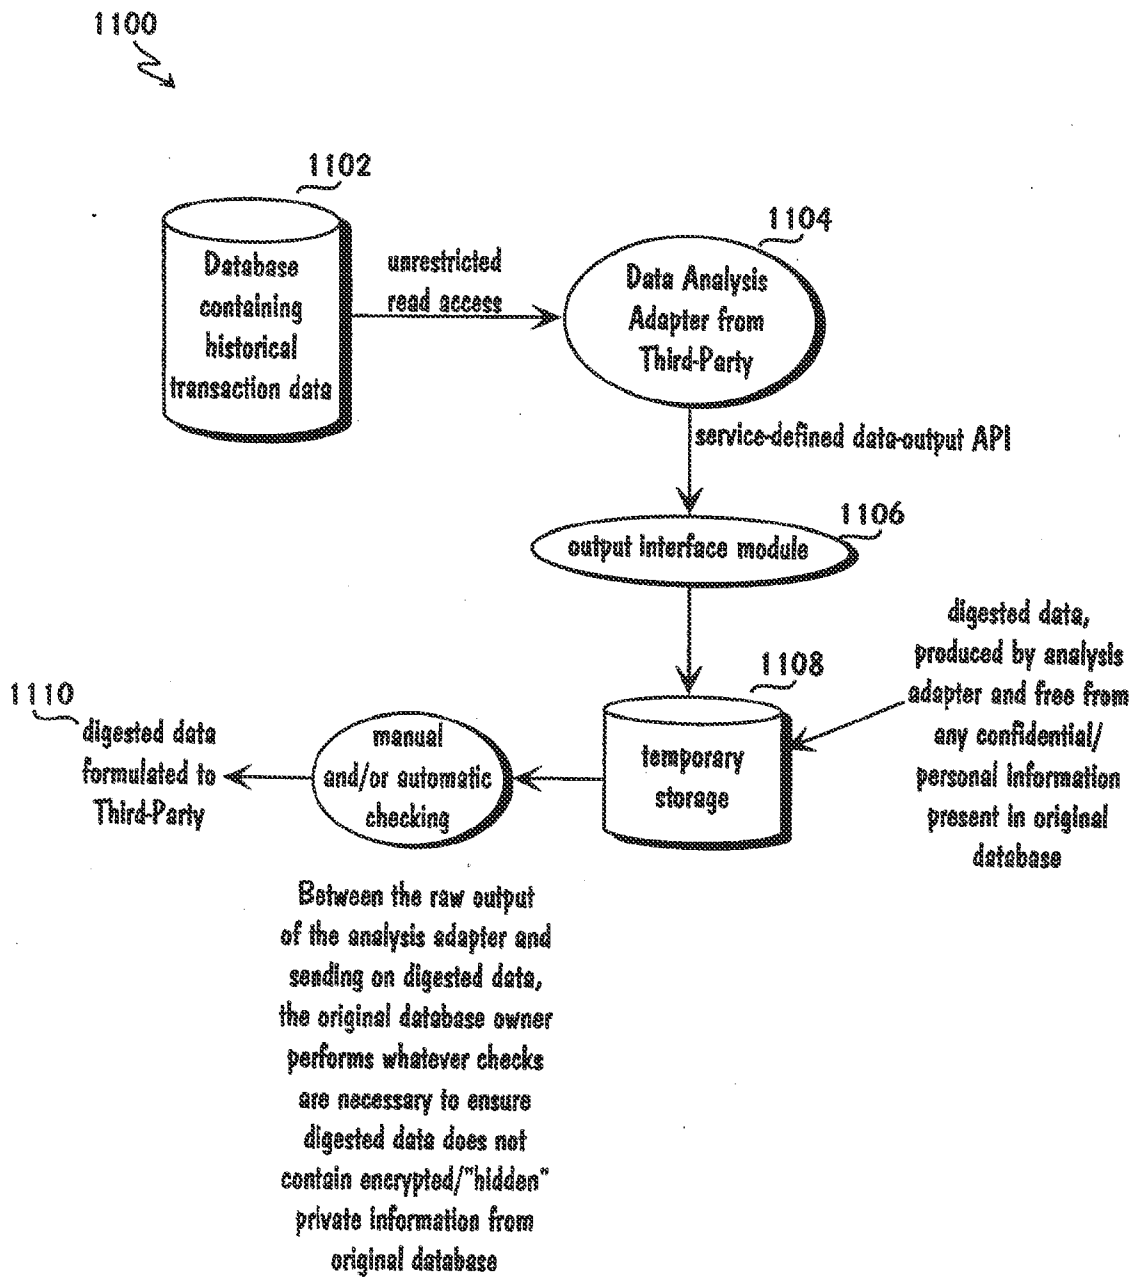 1100
1102
Database
containing
historical
transaction data
unrestricted
read access
1104
Data Analysis
Adapter from
Third-Party
service-defined data-output API
1106
output interface module
1108
temporary
storage
digested data,
produced by analysis
adapter and free from
any confidential/
personal information
present in original
database
manual
and/or automatic
checking
1110
digested data
formulated to
Third-Party
Between the raw output
of the analysis adapter and
sending on digested data,
the original database owner
performs whatever checks
are necessary to ensure
digested data does not
contain encrypted/"hidden"
private information from
original database